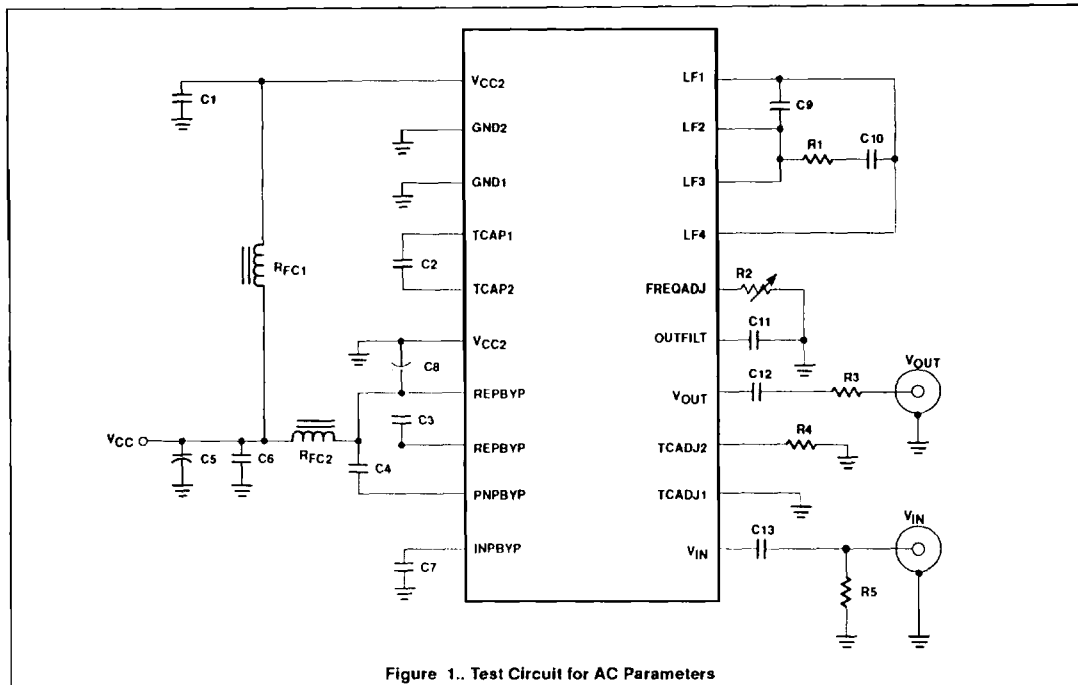 VCC2
C1
GND2
GND1
TCAP1
C2
TCAP2
RFC1
VCC2
C8
REPBYP
C3
REPBYP
VCC
C5
C6
RFC2
C4
PNPBYP
INPBYP
C7
LF1
C9
LF2
R1
C10
LF3
LF4
R2
FREQADJ
C11
OUTFILT
C12
R3
VOUT
VOUT
R4
TCADJ2
TCADJ1
C13
VIN
VIN
R5
Figure 1.. Test Circuit for AC Parameters